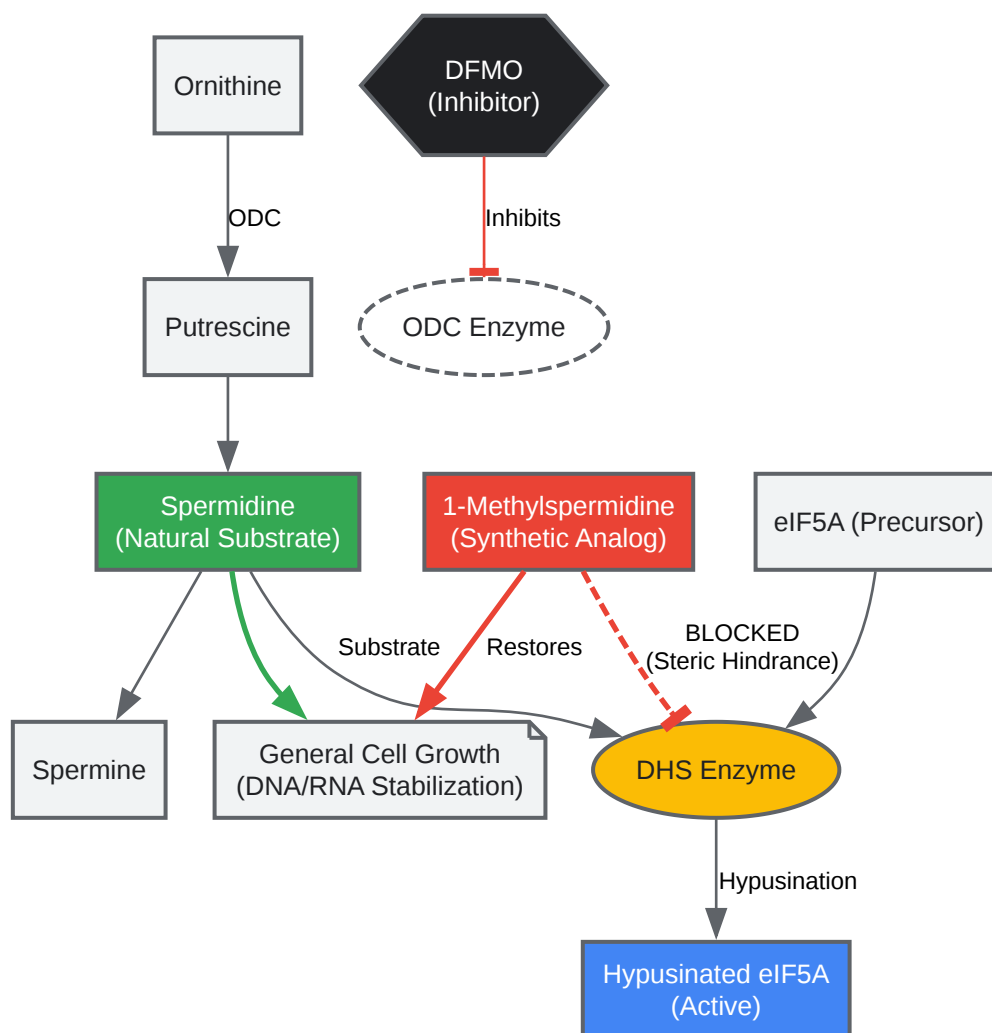 Ornithine
DFMO
(Inhibitor)
ODC
Inhibits
Putrescine
ODC Enzyme
Spermidine
(Natural Substrate)
1-Methylspermidine
(Synthetic Analog)
eIF5A (Precursor)
Substrate
Restores
BLOCKED
(Steric Hindrance)
Spermine
General Cell Growth
(DNA/RNA Stabilization)
DHS Enzyme
Hypusination
Hypusinated eIF5A
(Active)